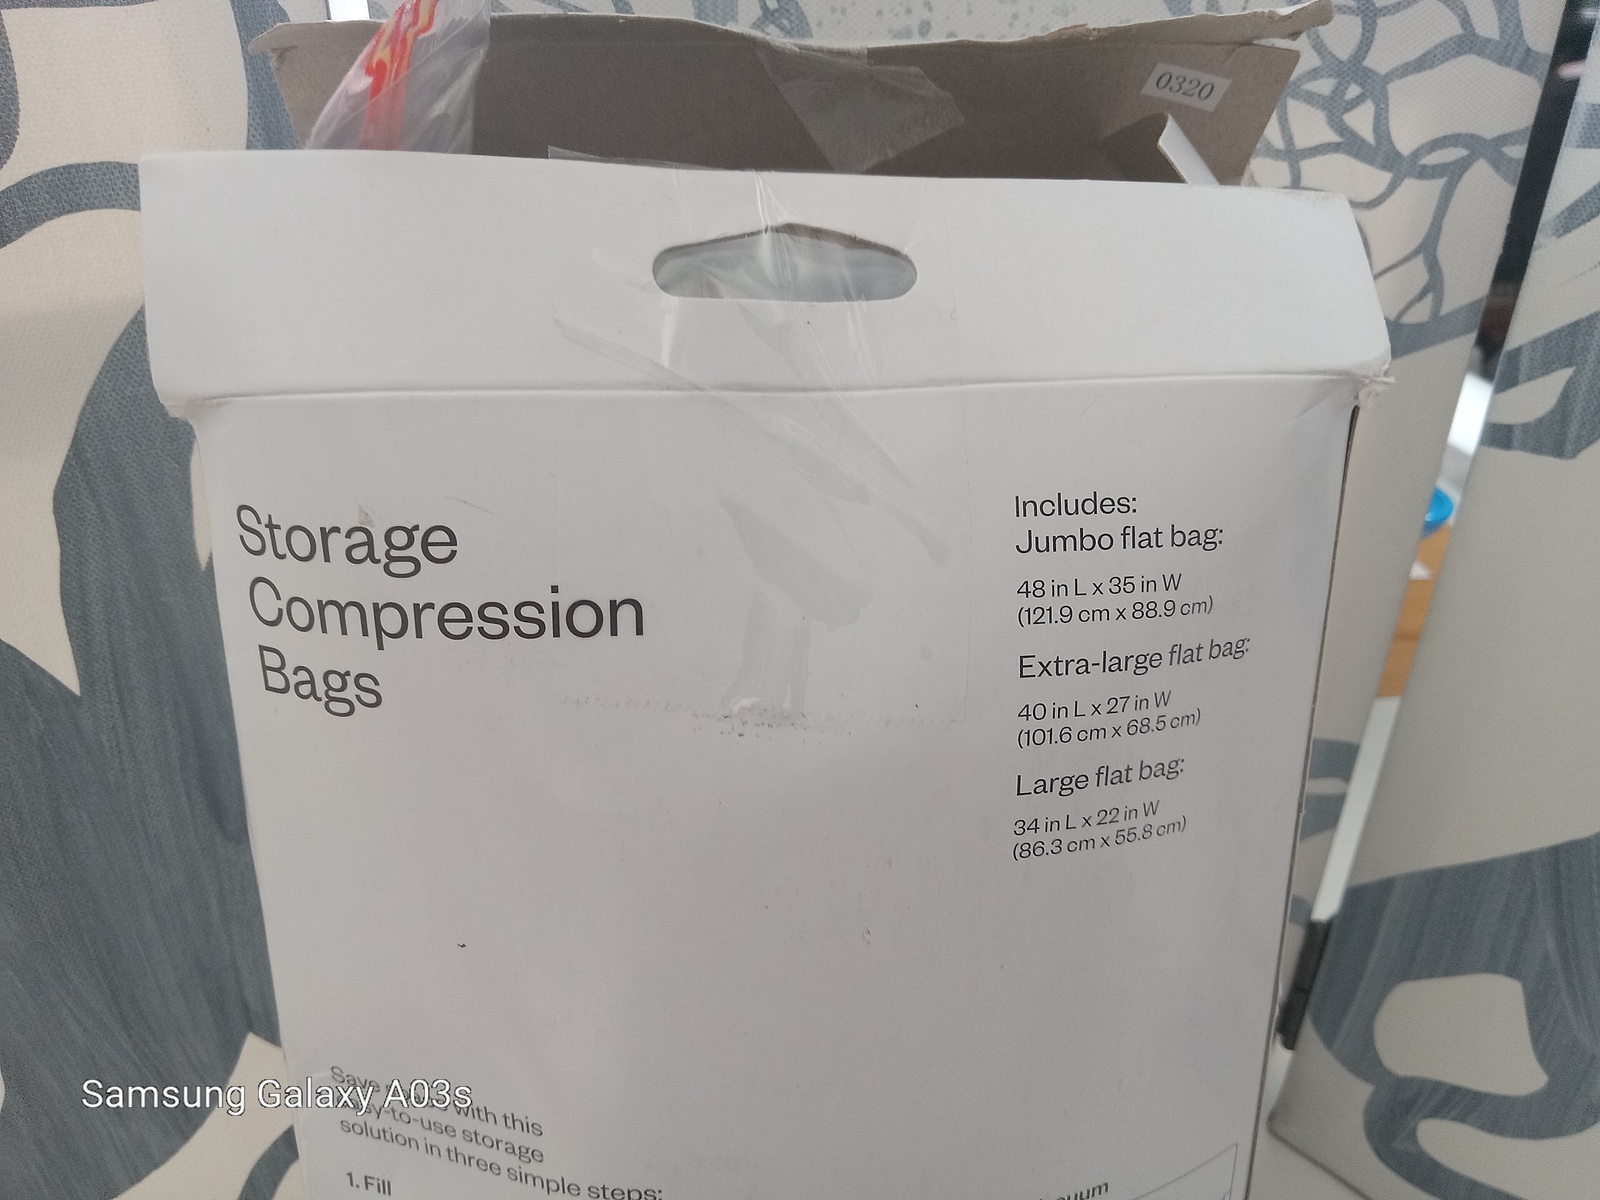 0320
Storage
Compression
Bags
Includes:
Jumbo flat bag:
48 in L x 35 in W
(121.9 cm x 88.9 cm)
Extra-large flat bag:
40 in L x 27 in W
(101.6 cm x 68.5 cm)
Large flat bag:
34 in L x 22 in W
(86.3 cm x 55.8 cm)
Save with this
easy-to-use storage
solution in three simple steps:
1. Fill
Samsung Galaxy A03s